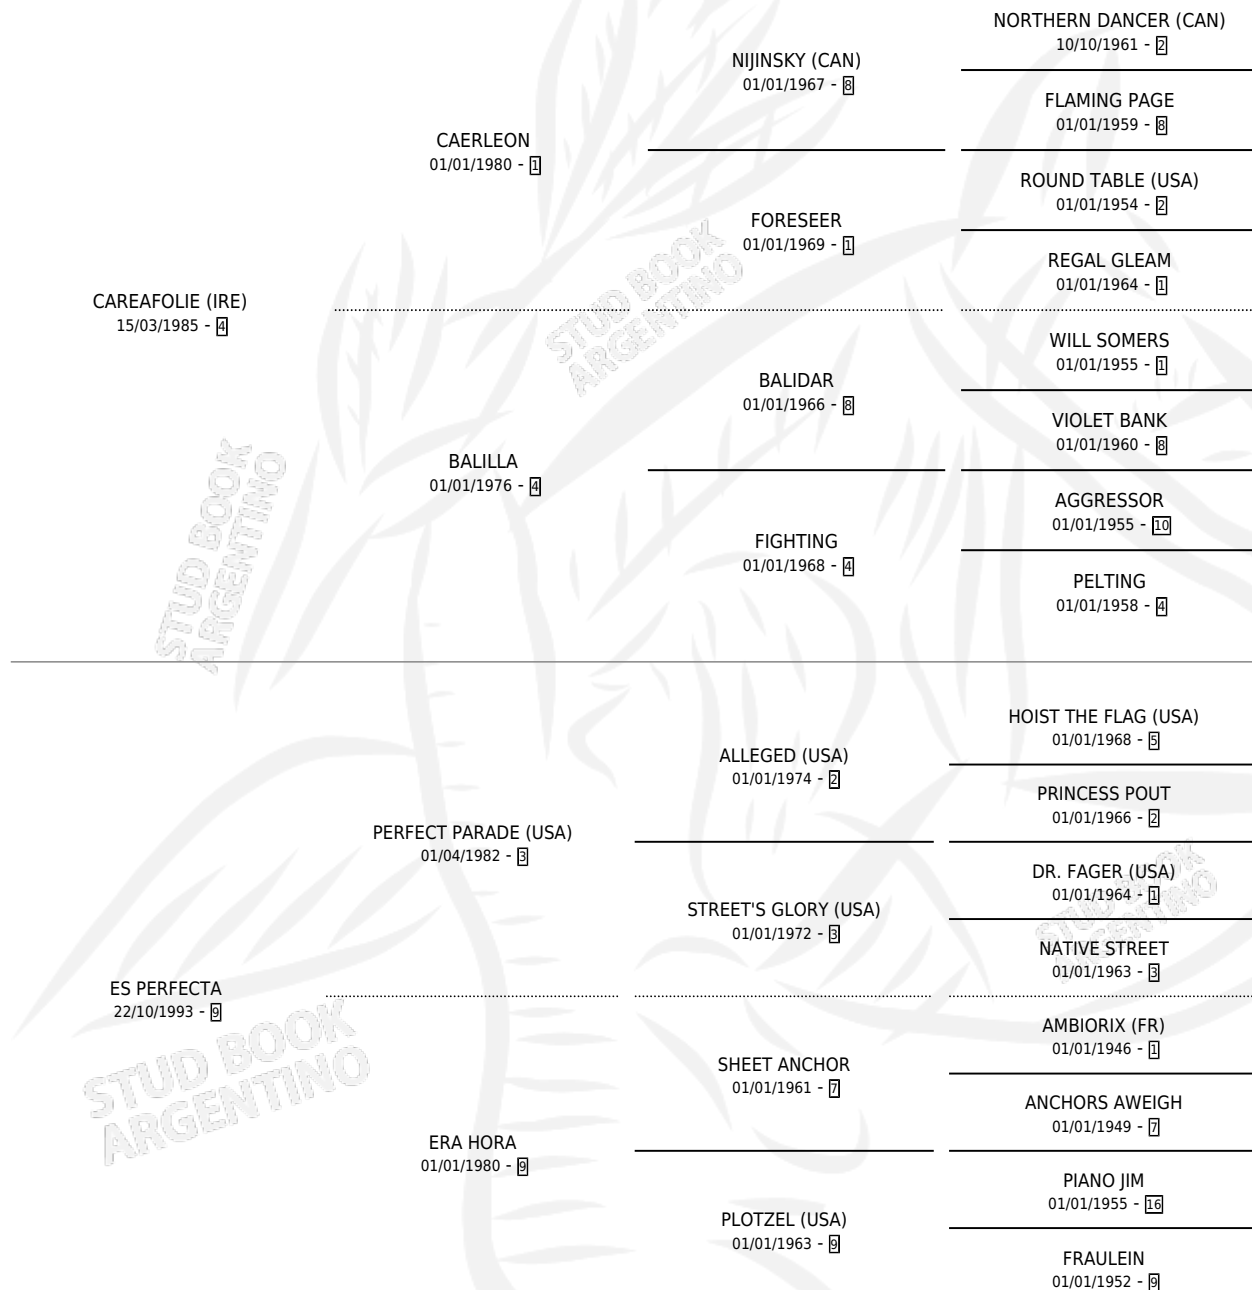 NORTHERN DANCER (CAN)
10/10/1961 - 2
NIJINSKY (CAN)
01/01/1967 - 8
FLAMING PAGE
01/01/1959 - 8
CAERLEON
01/01/1980 - 1
ROUND TABLE (USA)
01/01/1954 - 2
FORESEER
01/01/1969 - 1
REGAL GLEAM
01/01/1964 - 1
CAREAFOLIE (IRE)
15/03/1985 - 4
WILL SOMERS
01/01/1955 - 1
BALIDAR
01/01/1966 - 8
VIOLET BANK
01/01/1960 - 8
BALILLA
01/01/1976 - 4
AGGRESSOR
01/01/1955 - 10
FIGHTING
01/01/1968 - 4
PELTING
01/01/1958 - 4
STUD BOOK
ARGENTINO
STUD BOOK
ARGENTINO
HOIST THE FLAG (USA)
01/01/1968 - 5
ALLEGED (USA)
01/01/1974 - 2
PRINCESS POUT
01/01/1966 - 2
PERFECT PARADE (USA)
01/04/1982 - 3
DR. FAGER (USA)
01/01/1964 - 1
STREET'S GLORY (USA)
01/01/1972 - 3
NATIVE STREET
01/01/1963 - 3
STUD BOOK
ARGENTINO
ES PERFECTA
22/10/1993 - 9
AMBIORIX (FR)
01/01/1946 - 1
SHEET ANCHOR
01/01/1961 - 7
ANCHORS AWEIGH
01/01/1949 - 7
ERA HORA
01/01/1980 - 9
PIANO JIM
01/01/1955 - 16
PLOTZEL (USA)
01/01/1963 - 9
FRAULEIN
01/01/1952 - 9
STUD BOOK
ARGENTINO